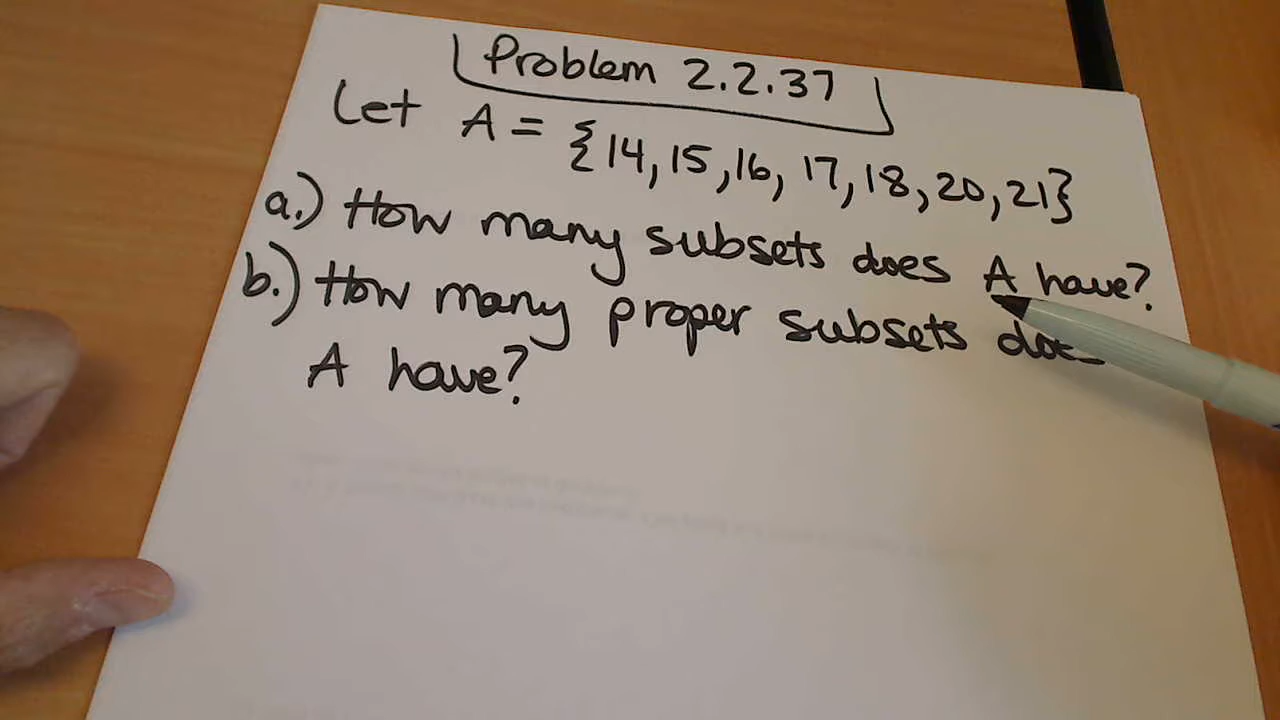 Problem 2.2.37
Let A = {14, 15, 16, 17, 18, 20, 21}
a.) How many subsets does A have?
b.) How many proper subsets does
A have?